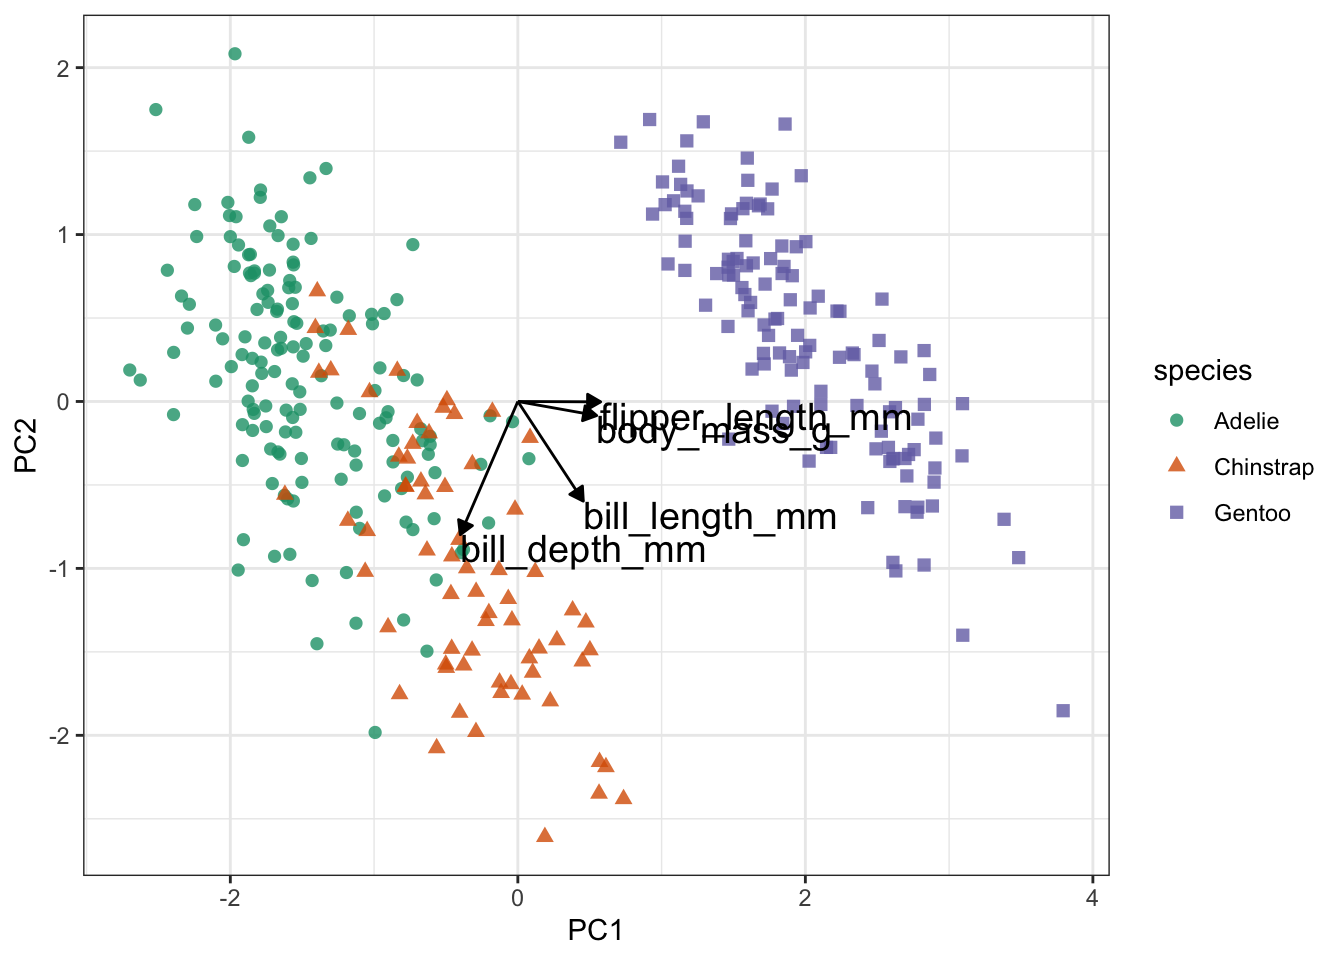 2
1
0
-1
-2
PC2
flipper_length_mm
body_mass_g
bill_length_mm
bill_depth_mm
-2
0
2
4
PC1
species
Adelie
Chinstrap
Gentoo